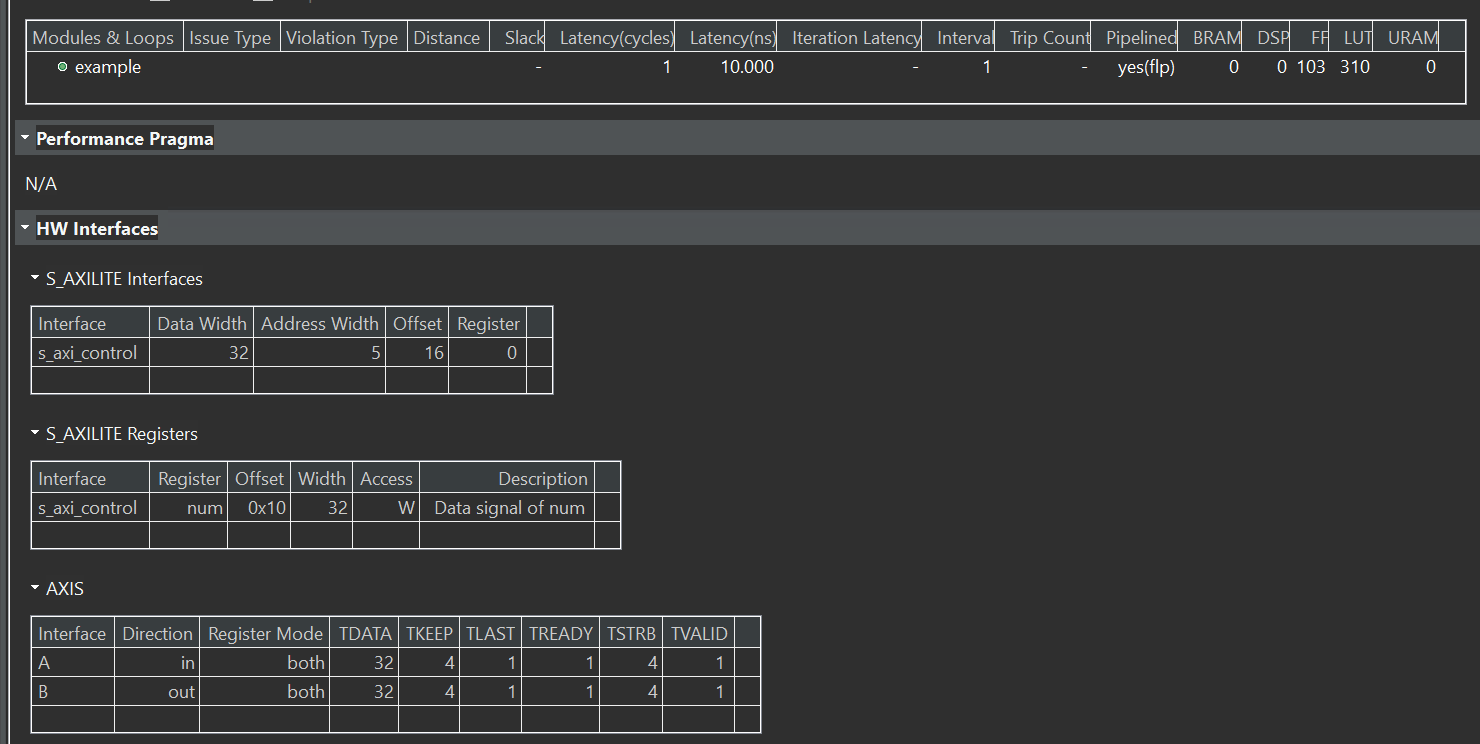 Modules & Loops Issue Type Violation Type Distance Slack Latency(cycles) Latency(ns) Iteration Latency Interval Trip Count Pipelined BRAM DSP FF LUT URAM
example - 1 10.000 - 1 - yes(flp) 0 0 103 310 0
Performance Pragma
N/A
HW Interfaces
S_AXILITE Interfaces
Interface Data Width Address Width Offset Register
s_axi_control 32 5 16 0
S_AXILITE Registers
Interface Register Offset Width Access Description
s_axi_control num 0x10 32 W Data signal of num
AXIS
Interface Direction Register Mode TDATA TKEEP TLAST TREADY TSTRB TVALID
A in both 32 4 1 1 4 1
B out both 32 4 1 1 4 1